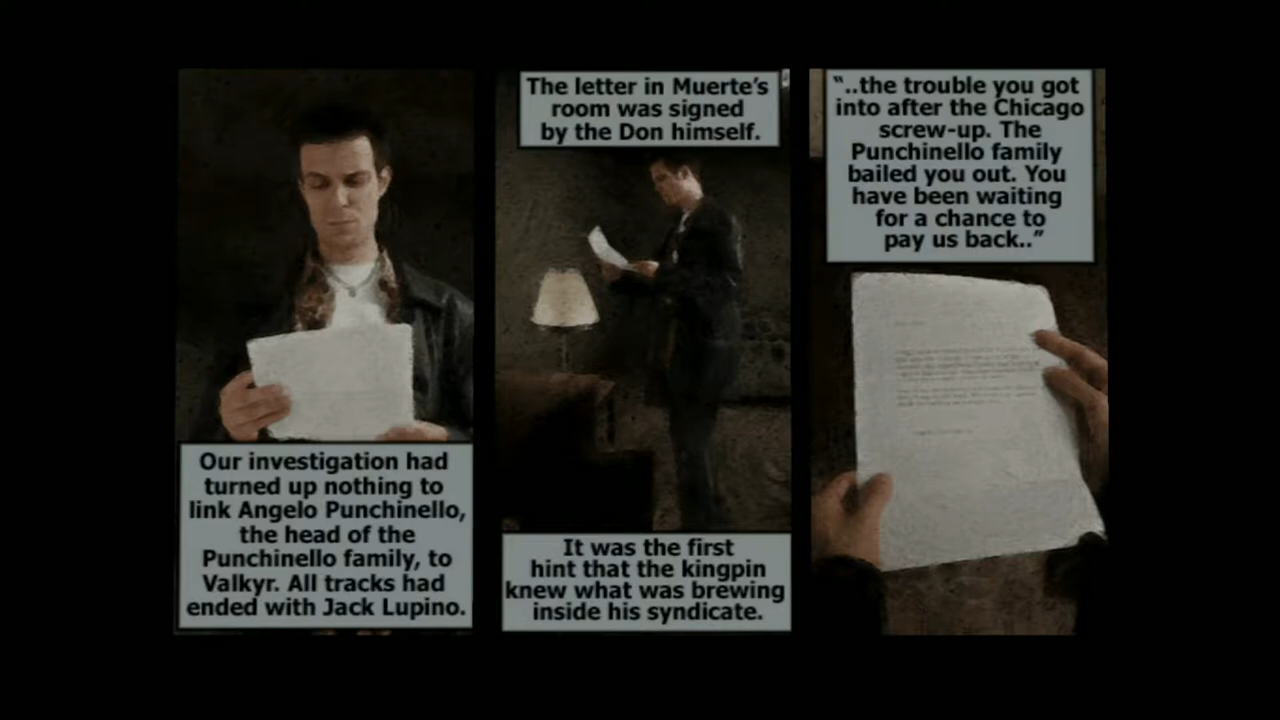 Our investigation had
turned up nothing to
link Angelo Punchinello,
the head of the
Punchinello family, to
Valkyr. All tracks had
ended with Jack Lupino.
The letter in Muerte's
room was signed
by the Don himself.
It was the first
hint that the kingpin
knew what was brewing
inside his syndicate.
"..the trouble you got
into after the Chicago
screw-up. The
Punchinello family
bailed you out. You
have been waiting
for a chance to
pay us back.."